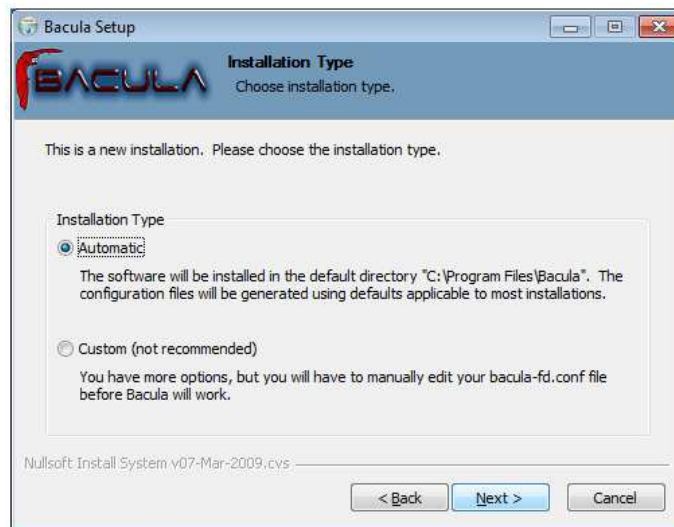 Bacula Setup
BACULA
Installation Type
Choose installation type.
This is a new installation.  Please choose the installation type.
Installation Type
Automatic
The software will be installed in the default directory "C:\Program Files\Bacula".  The
configuration files will be generated using defaults applicable to most installations.
Custom (not recommended)
You have more options, but you will have to manually edit your bacula-fd.conf file
before Bacula will work.
Nullsoft Install System v07-Mar-2009.cvs
< Back
Next >
Cancel